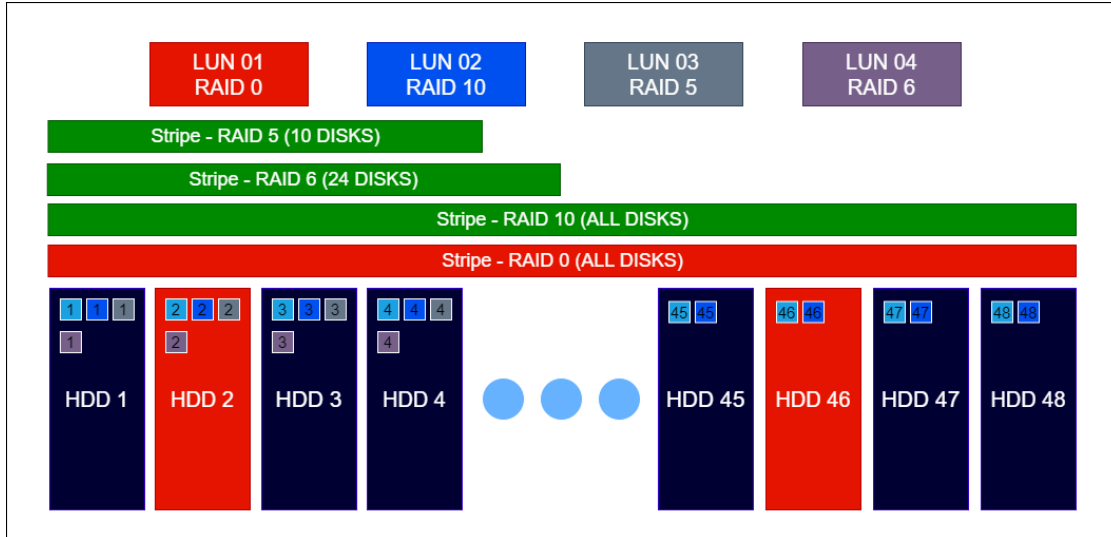 LUN 01
RAID 0
LUN 02
RAID 10
LUN 03
RAID 5
LUN 04
RAID 6
Stripe - RAID 5 (10 DISKS)
Stripe - RAID 6 (24 DISKS)
Stripe - RAID 10 (ALL DISKS)
Stripe - RAID 0 (ALL DISKS)
1 1 1
1
HDD 1
2 2 2
2
HDD 2
3 3 3
3
HDD 3
4 4 4
4
HDD 4
45 45
HDD 45
46 46
HDD 46
47 47
HDD 47
48 48
HDD 48